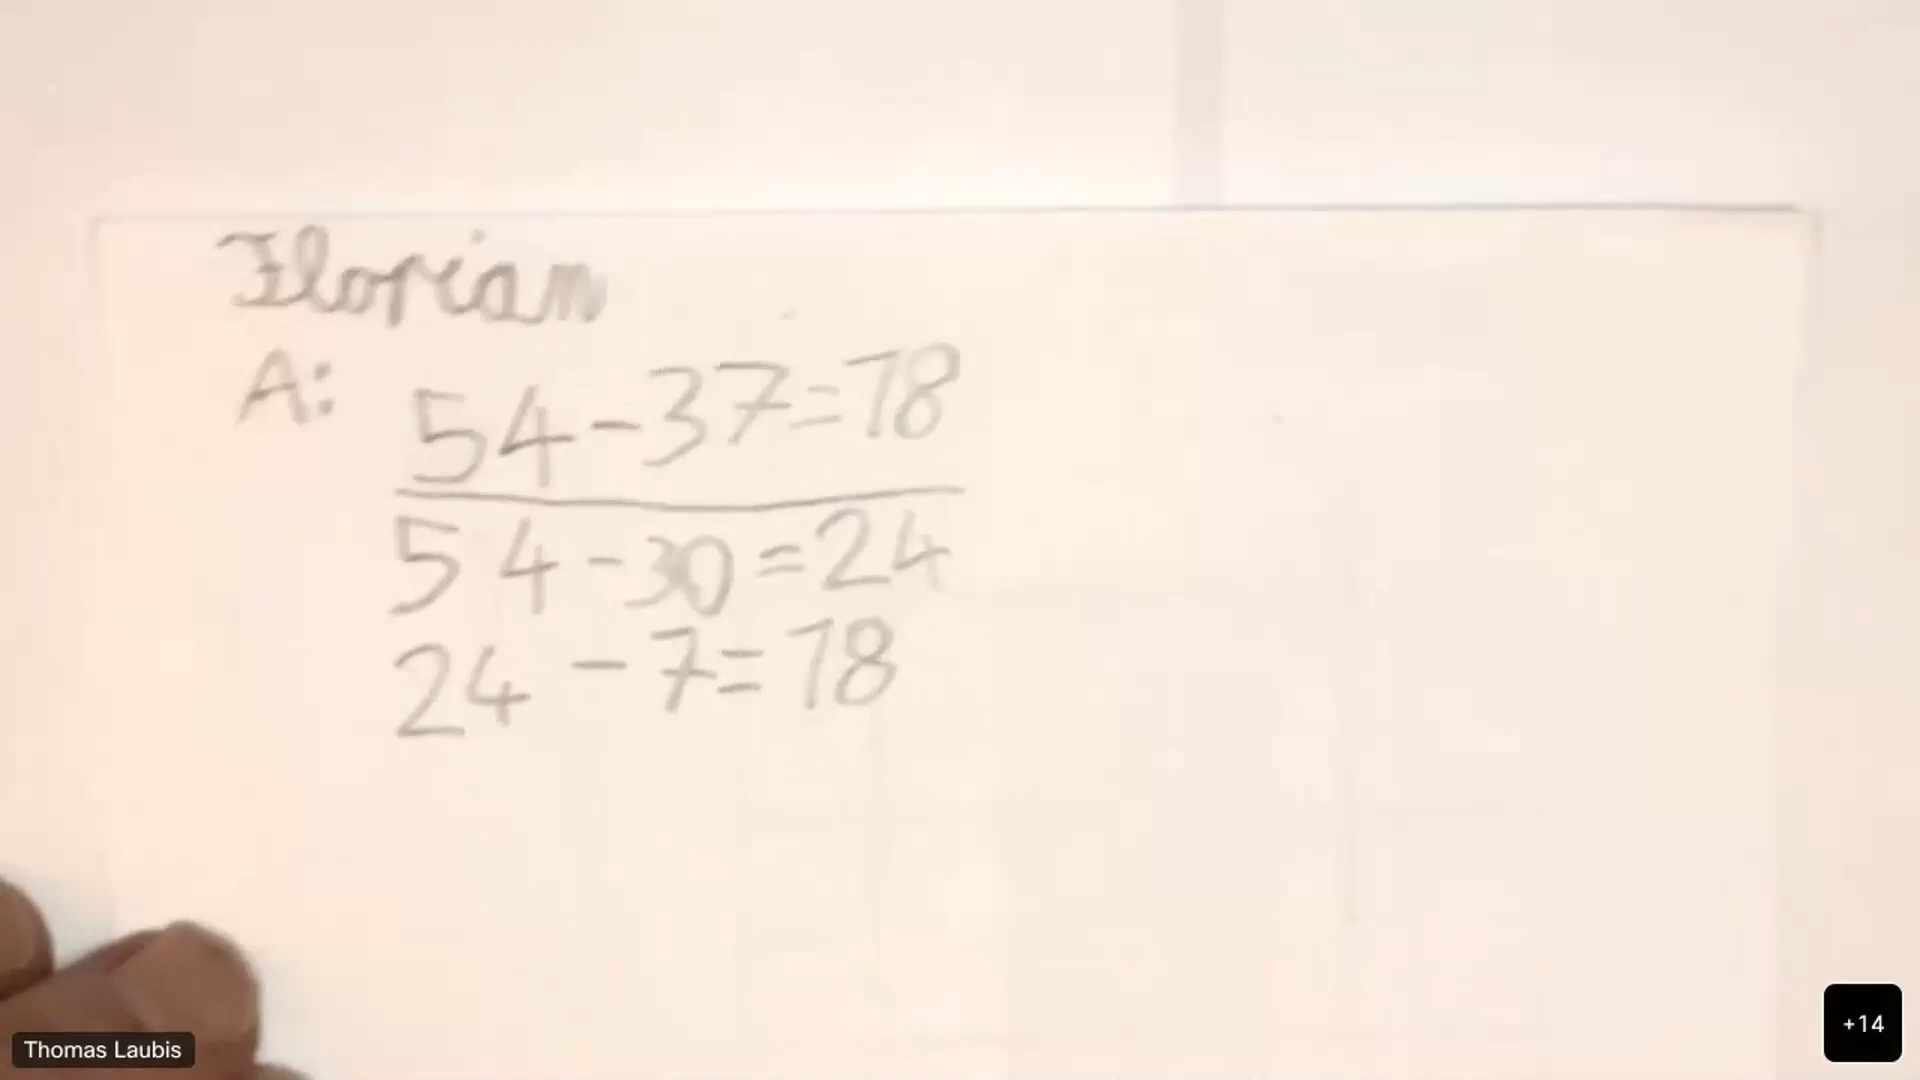 Florian
A: 54-37=18
54-30=24
24-7=18
Thomas Laubis
+14